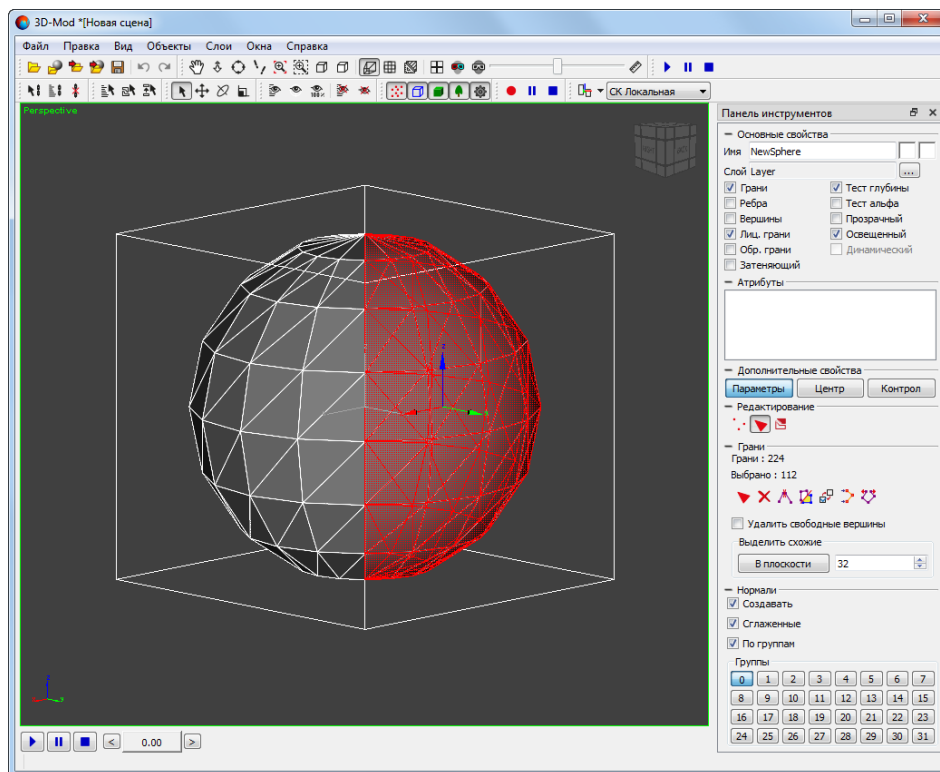 3D-Mod *[Новая сцена]
Файл Правка Вид Объекты Слои Окна Справка
100%
СК Локальная
Perspective
Панель инструментов
Основные свойства
Имя NewSphere
Слой Layer ...
Грани Тест глубины
Ребра Тест альфа
Вершины Прозрачный
Лиц. грани Освещенный
Обр. грани Динамический
Затеняющий
Атрибуты
Дополнительные свойства
Параметры Центр Контрол
Редактирование
Грани
Грани : 224
Выбрано : 112
Удалить свободные вершины
Выделить схожие
В плоскости 32
Нормали
Создавать
Сглаженные
По группам
Группы
0 1 2 3 4 5 6 7
8 9 10 11 12 13 14 15
16 17 18 19 20 21 22 23
24 25 26 27 28 29 30 31
z
z
< 0.00 >